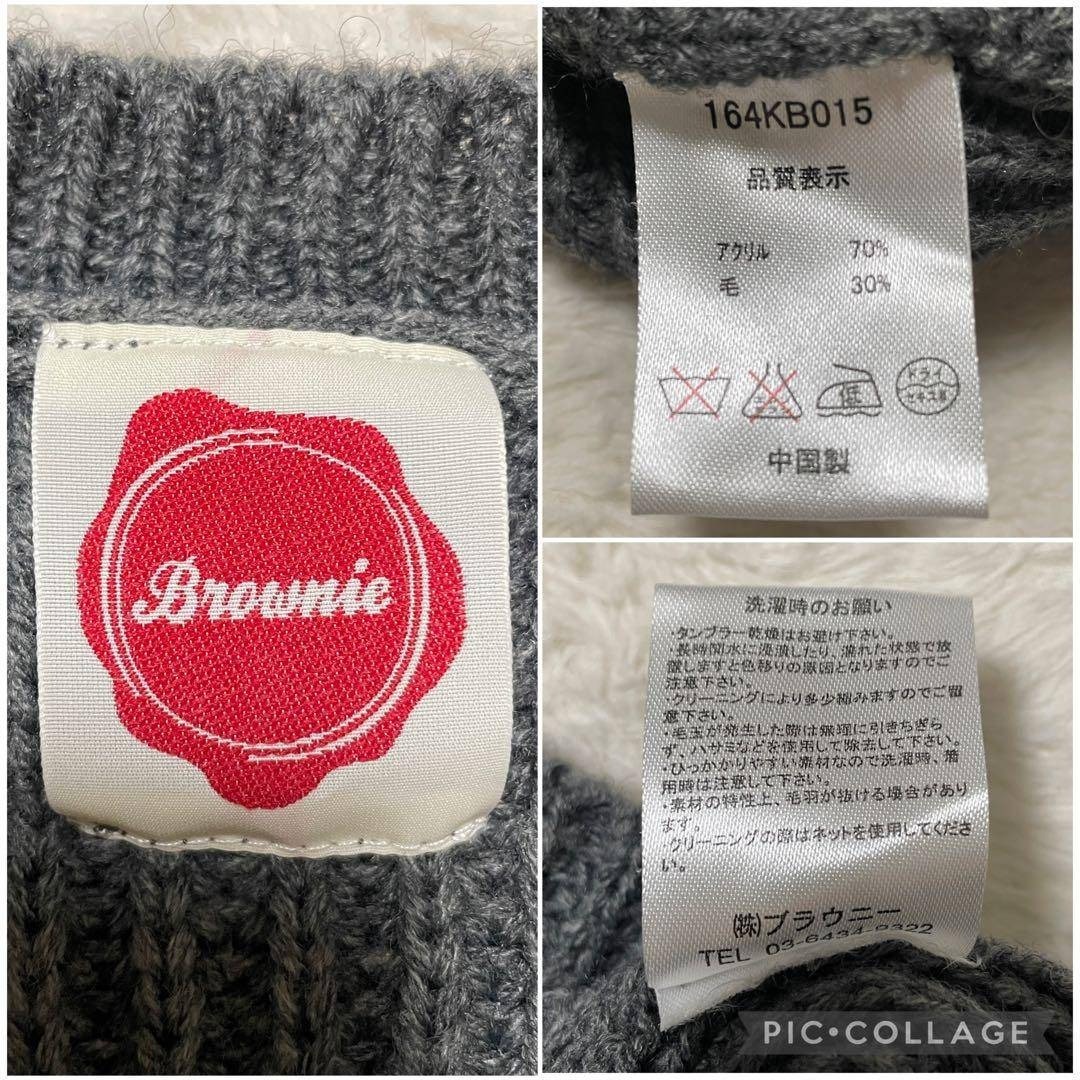 Brownie
164KB015
品質表示
アクリル 70%
毛 30%
低
ドライ
中国製
洗濯時のお願い
・タンブラー乾燥はお避け下さい。
・長時間水に浸漬したり、濡れた状態で放
置しますと色移りの原因となりますのでご
注意下さい。
・クリーニングにより多少縮みますのでご留
意下さい。
・毛玉が発生した際は無理に引きちぎら
ず、ハサミなどを使用して除去して下さい。
・ひっかかりやすい素材なので洗濯時、着
用時は注意して下さい。
・素材の特性上、毛羽が抜ける場合があり
ます。
・クリーニングの際はネットを使用してくださ
い。
㈱ブラウニー
TEL 03-6434-9322
PIC•COLLAGE